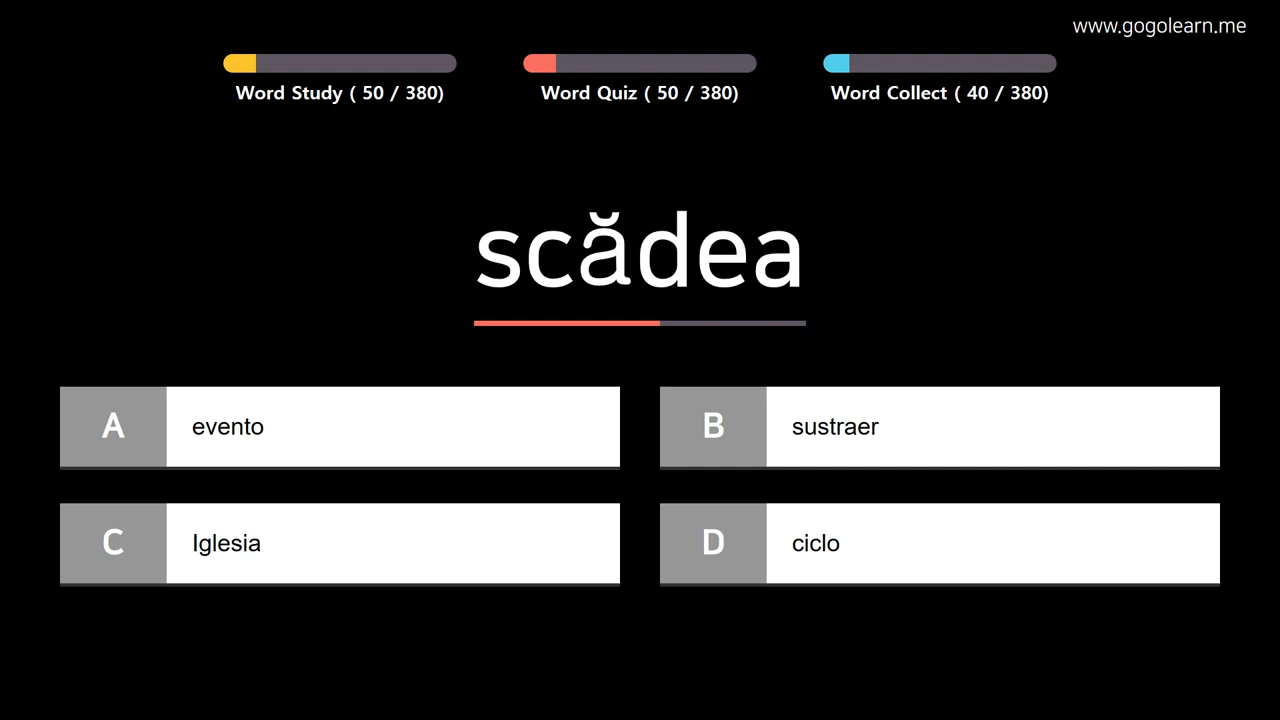 www.gogolearn.me
Word Study ( 50 / 380)
Word Quiz ( 50 / 380)
Word Collect ( 40 / 380)
scădea
A evento
B sustraer
C Iglesia
D ciclo